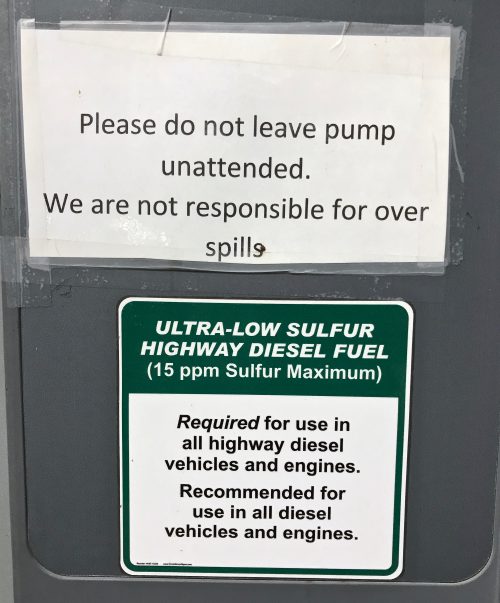 Please do not leave pump
unattended.
We are not responsible for over
spills
ULTRA-LOW SULFUR
HIGHWAY DIESEL FUEL
(15 ppm Sulfur Maximum)
Required for use in
all highway diesel
vehicles and engines.
Recommended for
use in all diesel
vehicles and engines.